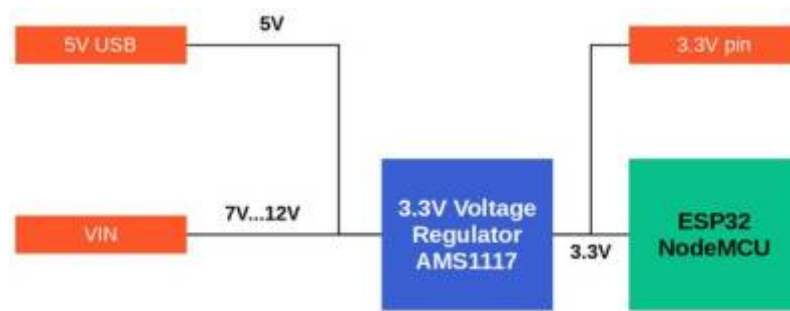 5V USB
5V
3.3V pin
VIN
7V...12V
3.3V Voltage
Regulator
AMS1117
3.3V
ESP32
NodeMCU